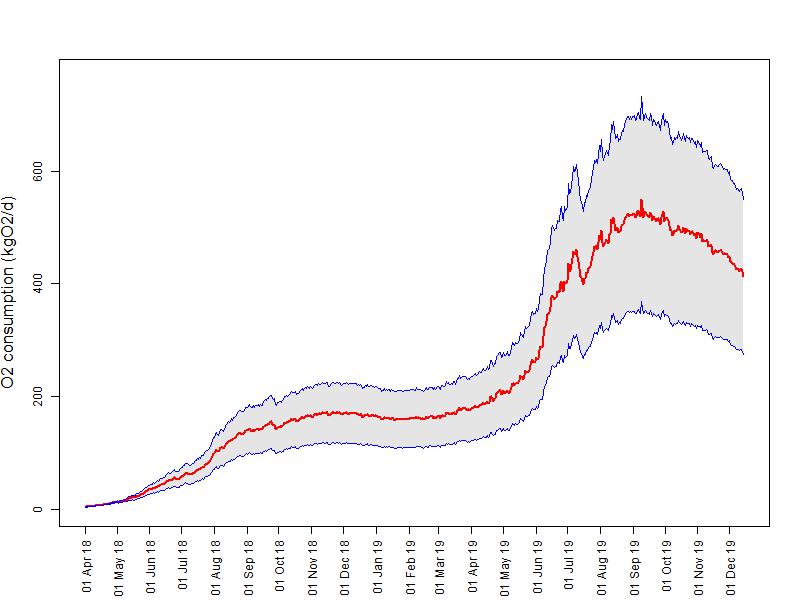 O2 consumption (kgO2/d)
600
400
200
0
01 Apr 18
01 May 18
01 Jun 18
01 Jul 18
01 Aug 18
01 Sep 18
01 Oct 18
01 Nov 18
01 Dec 18
01 Jan 19
01 Feb 19
01 Mar 19
01 Apr 19
01 May 19
01 Jun 19
01 Jul 19
01 Aug 19
01 Sep 19
01 Oct 19
01 Nov 19
01 Dec 19